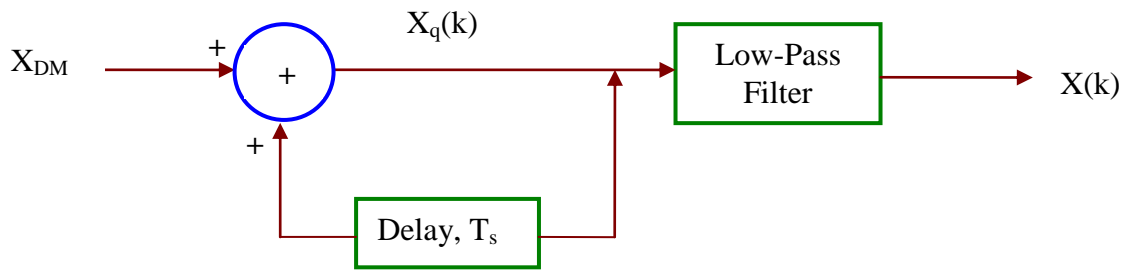 X_q(k)
+
X_DM
+
Low-Pass
Filter
X(k)
+
Delay, T_s